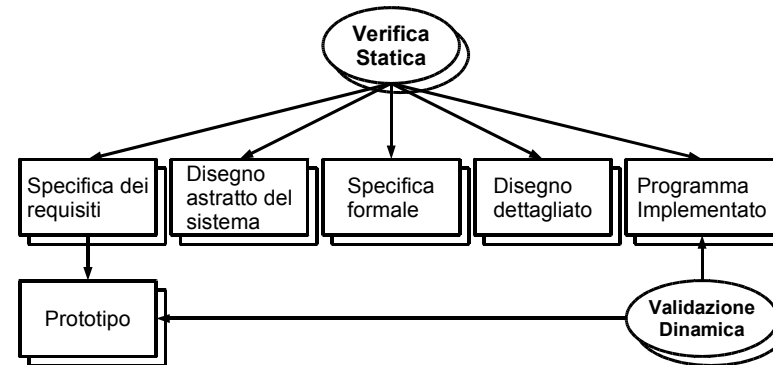 Verifica
Statica
Specifica dei
requisiti
Disegno
astratto del
sistema
Specifica
formale
Disegno
dettagliato
Programma
Implementato
Prototipo
Validazione
Dinamica